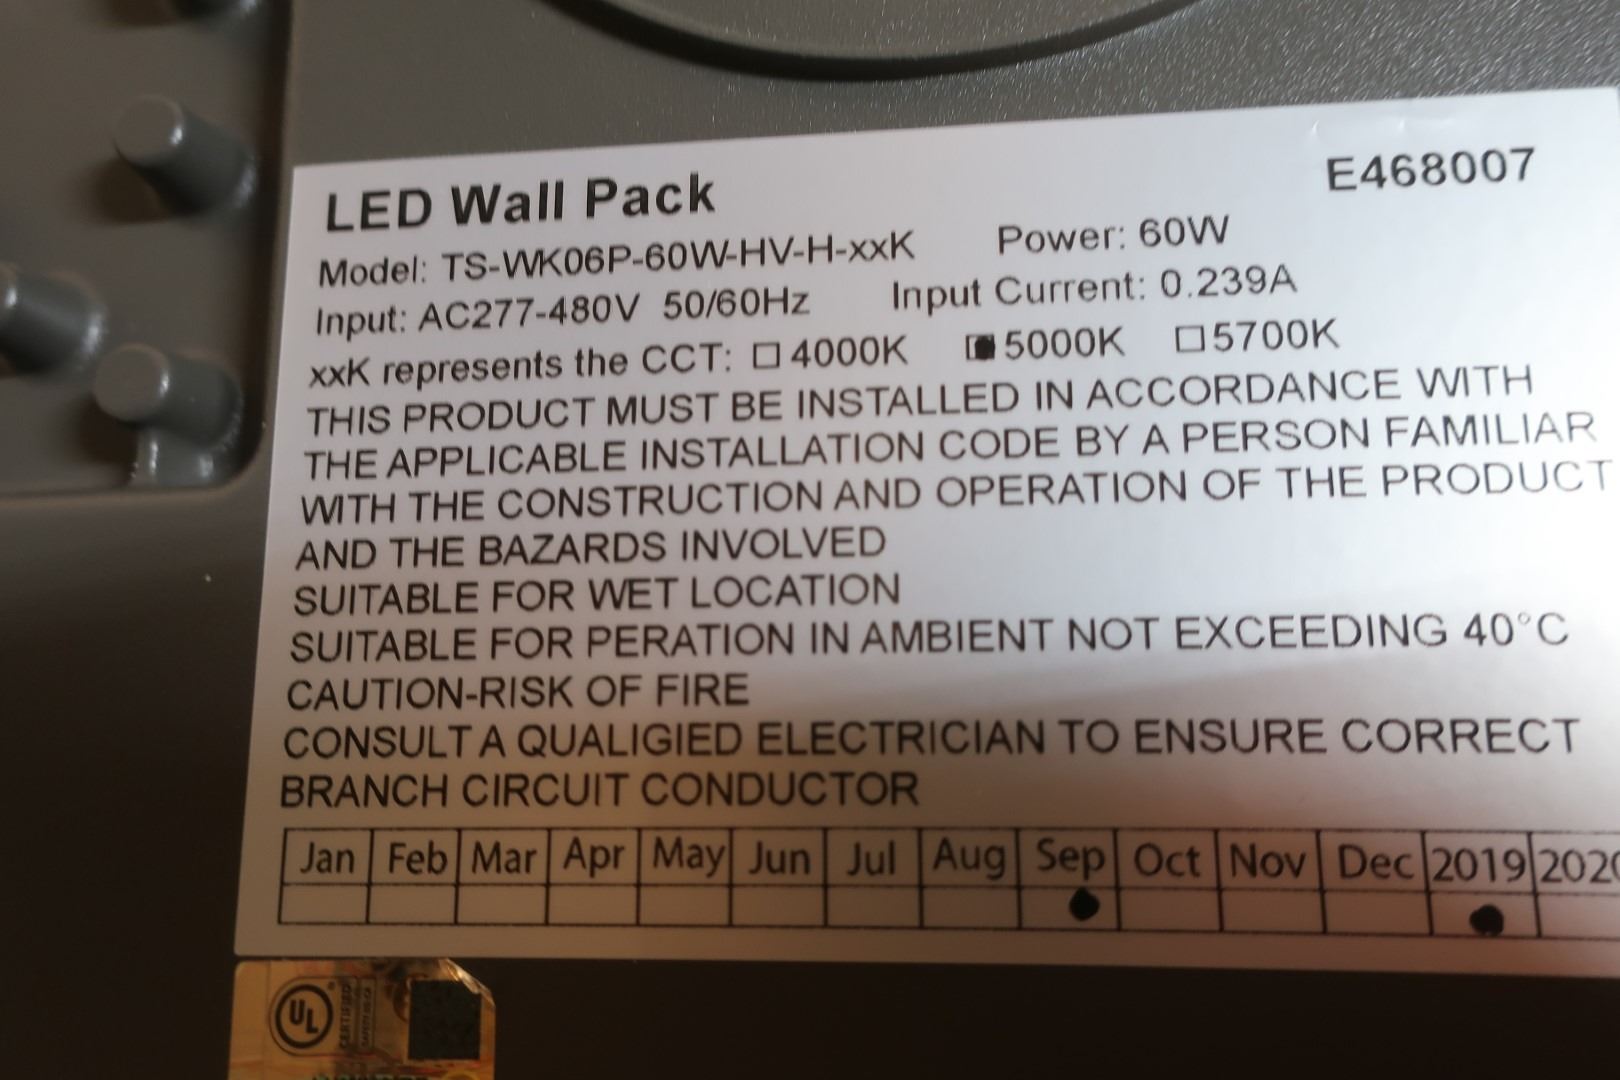 LED Wall Pack
E468007
Model: TS-WK06P-60W-HV-H-xxK Power: 60W
Input: AC277-480V 50/60Hz Input Current: 0.239A
xxK represents the CCT: □ 4000K ■ 5000K □ 5700K
THIS PRODUCT MUST BE INSTALLED IN ACCORDANCE WITH
THE APPLICABLE INSTALLATION CODE BY A PERSON FAMILIAR
WITH THE CONSTRUCTION AND OPERATION OF THE PRODUCT
AND THE BAZARDS INVOLVED
SUITABLE FOR WET LOCATION
SUITABLE FOR PERATION IN AMBIENT NOT EXCEEDING 40°C
CAUTION-RISK OF FIRE
CONSULT A QUALIGIED ELECTRICIAN TO ENSURE CORRECT
BRANCH CIRCUIT CONDUCTOR
Jan Feb Mar Apr May Jun Jul Aug Sep Oct Nov Dec 2019 2020
UL ®
CERTIFIED